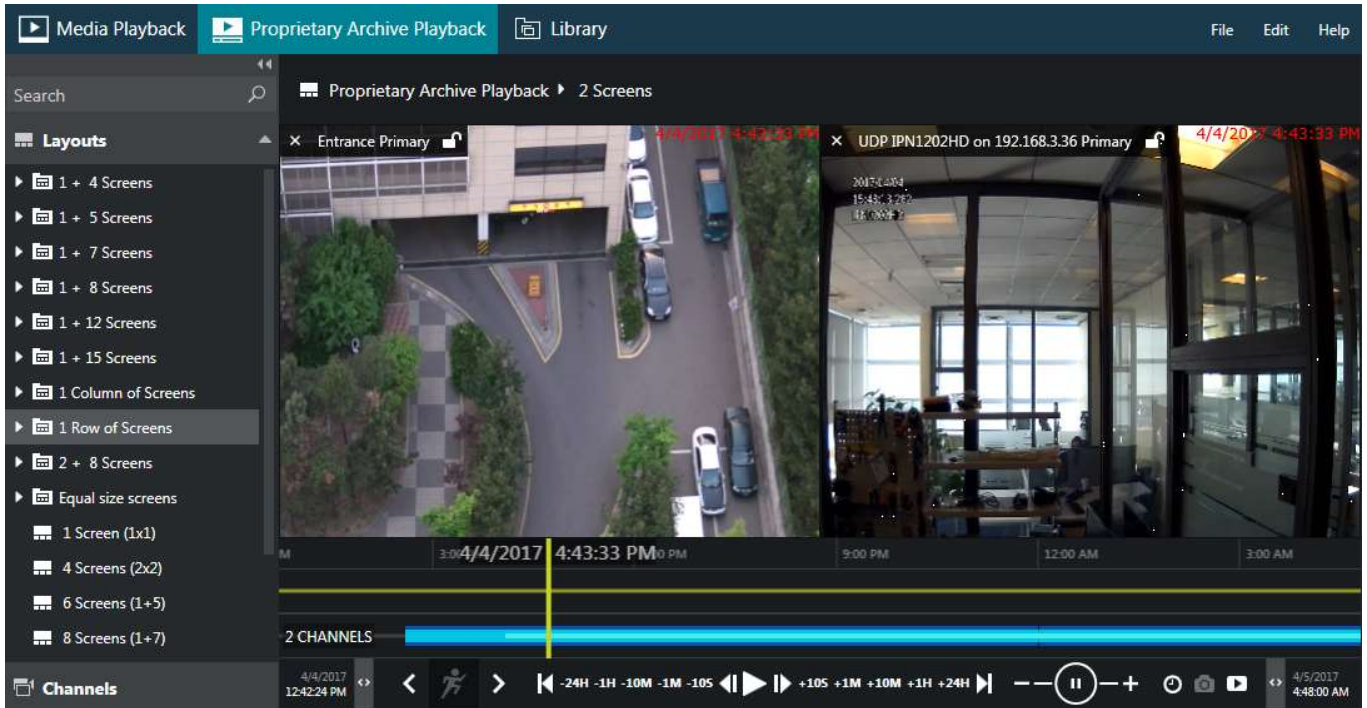 Media Playback
Proprietary Archive Playback
Library
File
Edit
Help
Search
Proprietary Archive Playback
2 Screens
Layouts
Entrance Primary
4/4/2017 4:43:33 PM
UDP IPN1202HD on 192.168.3.36 Primary
4/4/2017 4:43:33 PM
1 + 4 Screens
1 + 5 Screens
1 + 7 Screens
1 + 8 Screens
1 + 12 Screens
1 + 15 Screens
1 Column of Screens
1 Row of Screens
2 + 8 Screens
Equal size screens
1 Screen (1x1)
4 Screens (2x2)
6 Screens (1+5)
8 Screens (1+7)
Channels
4/4/2017 4:43:33 PM
9:00 PM
12:00 AM
3:00 AM
2 CHANNELS
4/4/2017
12:42:24 PM
-24H -1H -10M -1M -10S
+10S +1M +10M +1H +24H
4/5/2017
4:48:00 AM